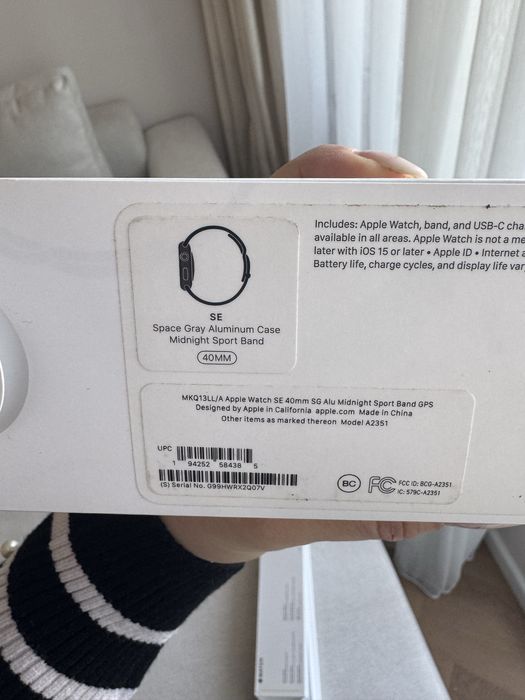 Includes: Apple Watch, band, and USB-C cha
available in all areas. Apple Watch is not a me
later with iOS 15 or later • Apple ID • Internet a
Battery life, charge cycles, and display life var
SE
Space Gray Aluminum Case
Midnight Sport Band
40MM
MKQ13LL/A Apple Watch SE 40mm SG Alu Midnight Sport Band GPS
Designed by Apple in California apple.com Made in China
Other items as marked thereon Model A2351
UPC
1 94252 58438 5
(S) Serial No. G99HWRX2Q07V
BC
FC
FCC ID: BCG-A2351
IC: 579C-A2351